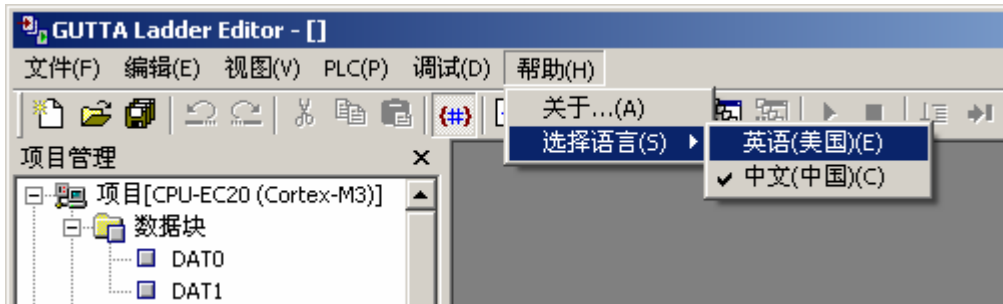 GUTTA Ladder Editor - []
文件(F) 编辑(E) 视图(V) PLC(P) 调试(D) 帮助(H)
关于...(A)
选择语言(S)
英语(美国)(E)
中文(中国)(C)
项目管理
项目[CPU-EC20 (Cortex-M3)]
数据块
DAT0
DAT1